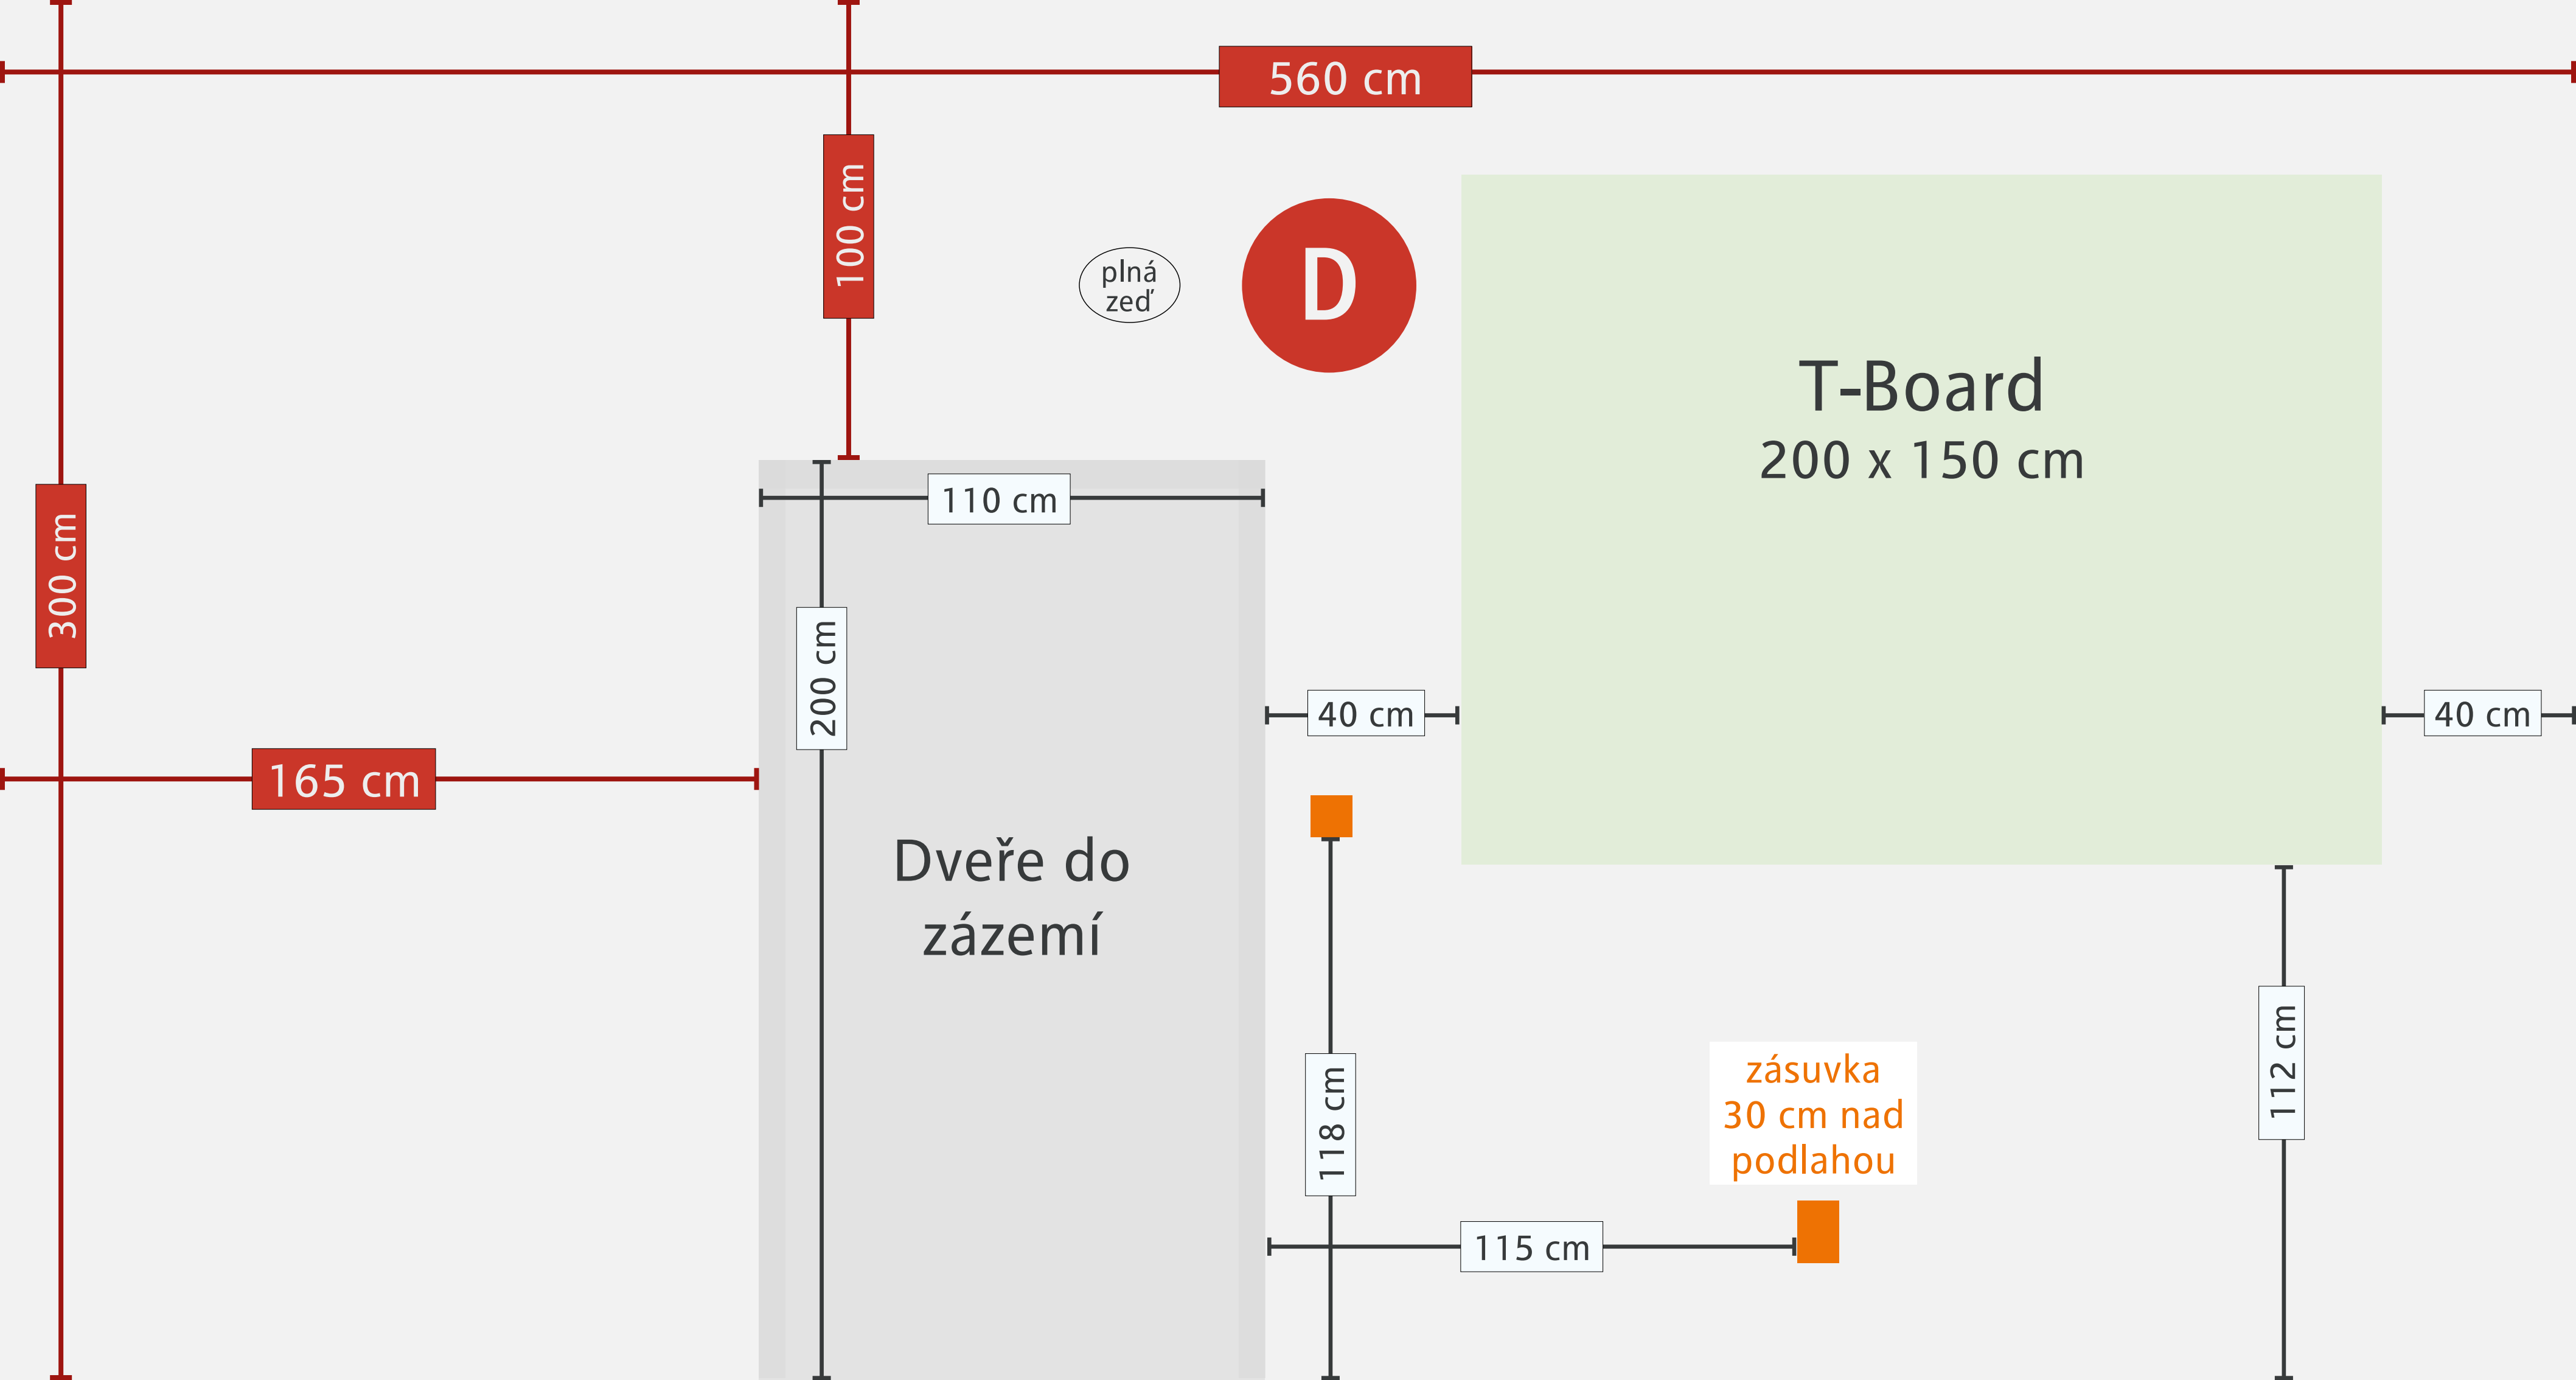 560 cm
100 cm
plná
zeď
D
T-Board
200 x 150 cm
110 cm
300 cm
200 cm
40 cm
40 cm
165 cm
Dveře do
zázemí
112 cm
118 cm
zásuvka
30 cm nad
podlahou
115 cm